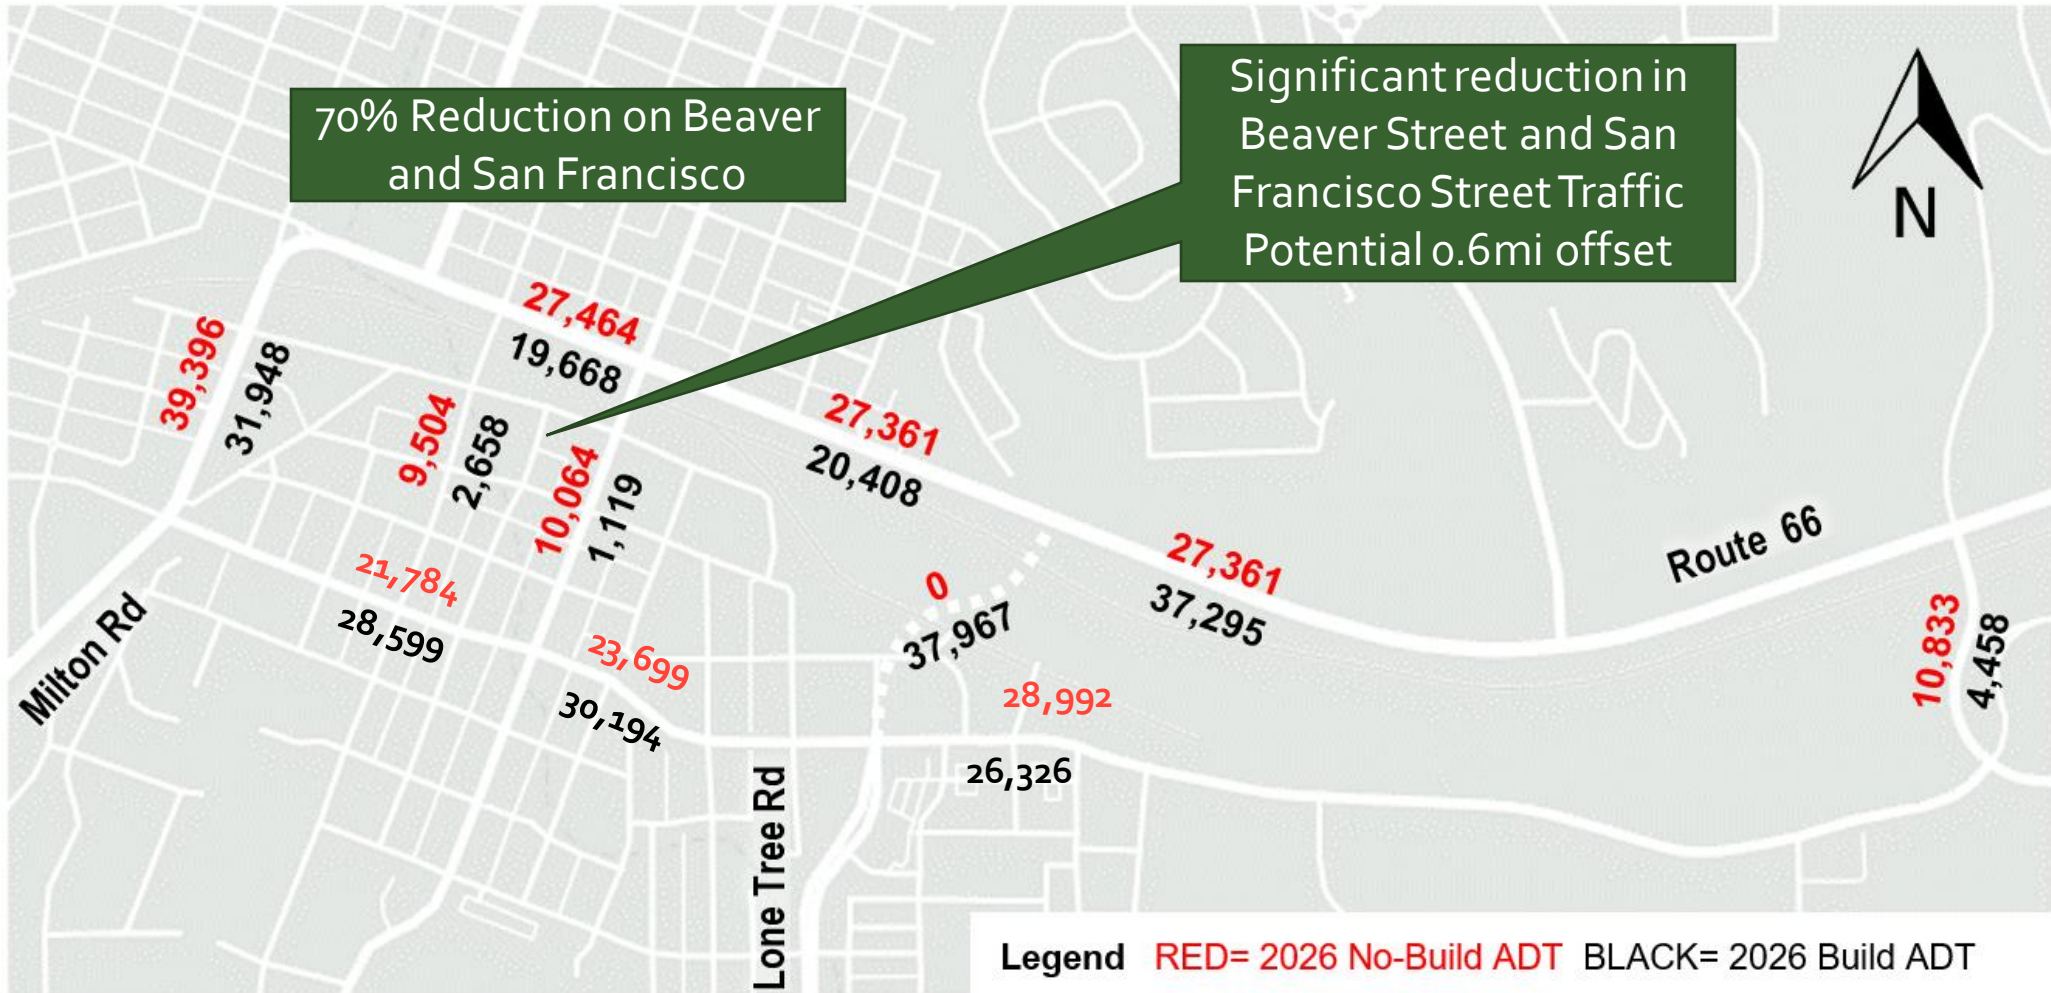 70% Reduction on Beaver
and San Francisco
Significant reduction in
Beaver Street and San
Francisco Street Traffic
Potential 0.6mi offset
N
27,464
19,668
39,396
31,948
9,504
2,658
10,064
1,119
27,361
20,408
27,361
37,295
Route 66
21,784
28,599
0
37,967
10,833
4,458
Milton Rd
23,699
30,194
28,992
26,326
Lone Tree Rd
Legend RED= 2026 No-Build ADT BLACK= 2026 Build ADT